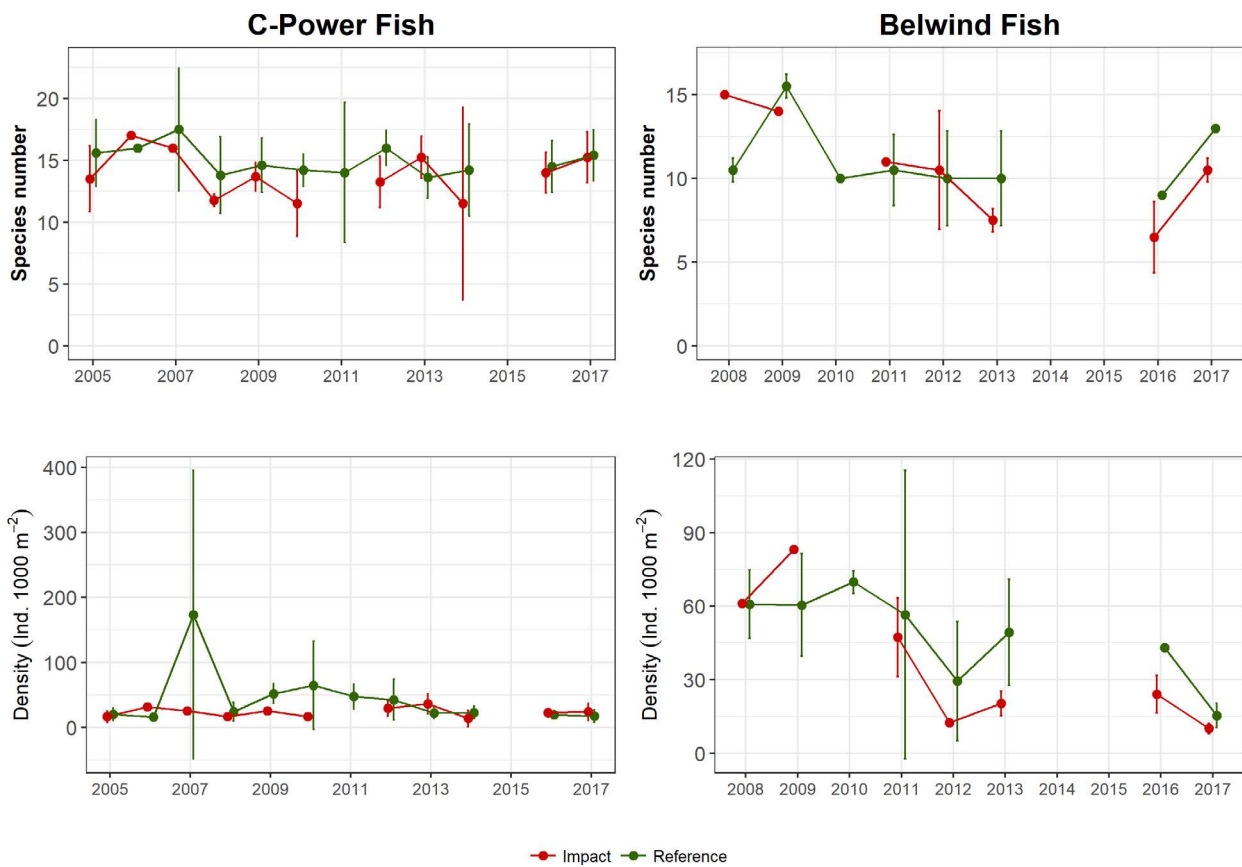 C-Power Fish
Belwind Fish
Species number
20
15
10
5
0
2005 2007 2009 2011 2013 2015 2017
Species number
15
10
5
0
2008 2009 2010 2011 2012 2013 2014 2015 2016 2017
Density (Ind. 1000 m⁻²)
400
300
200
100
0
2005 2007 2009 2011 2013 2015 2017
Density (Ind. 1000 m⁻²)
120
90
60
30
0
2008 2009 2010 2011 2012 2013 2014 2015 2016 2017
Impact Reference